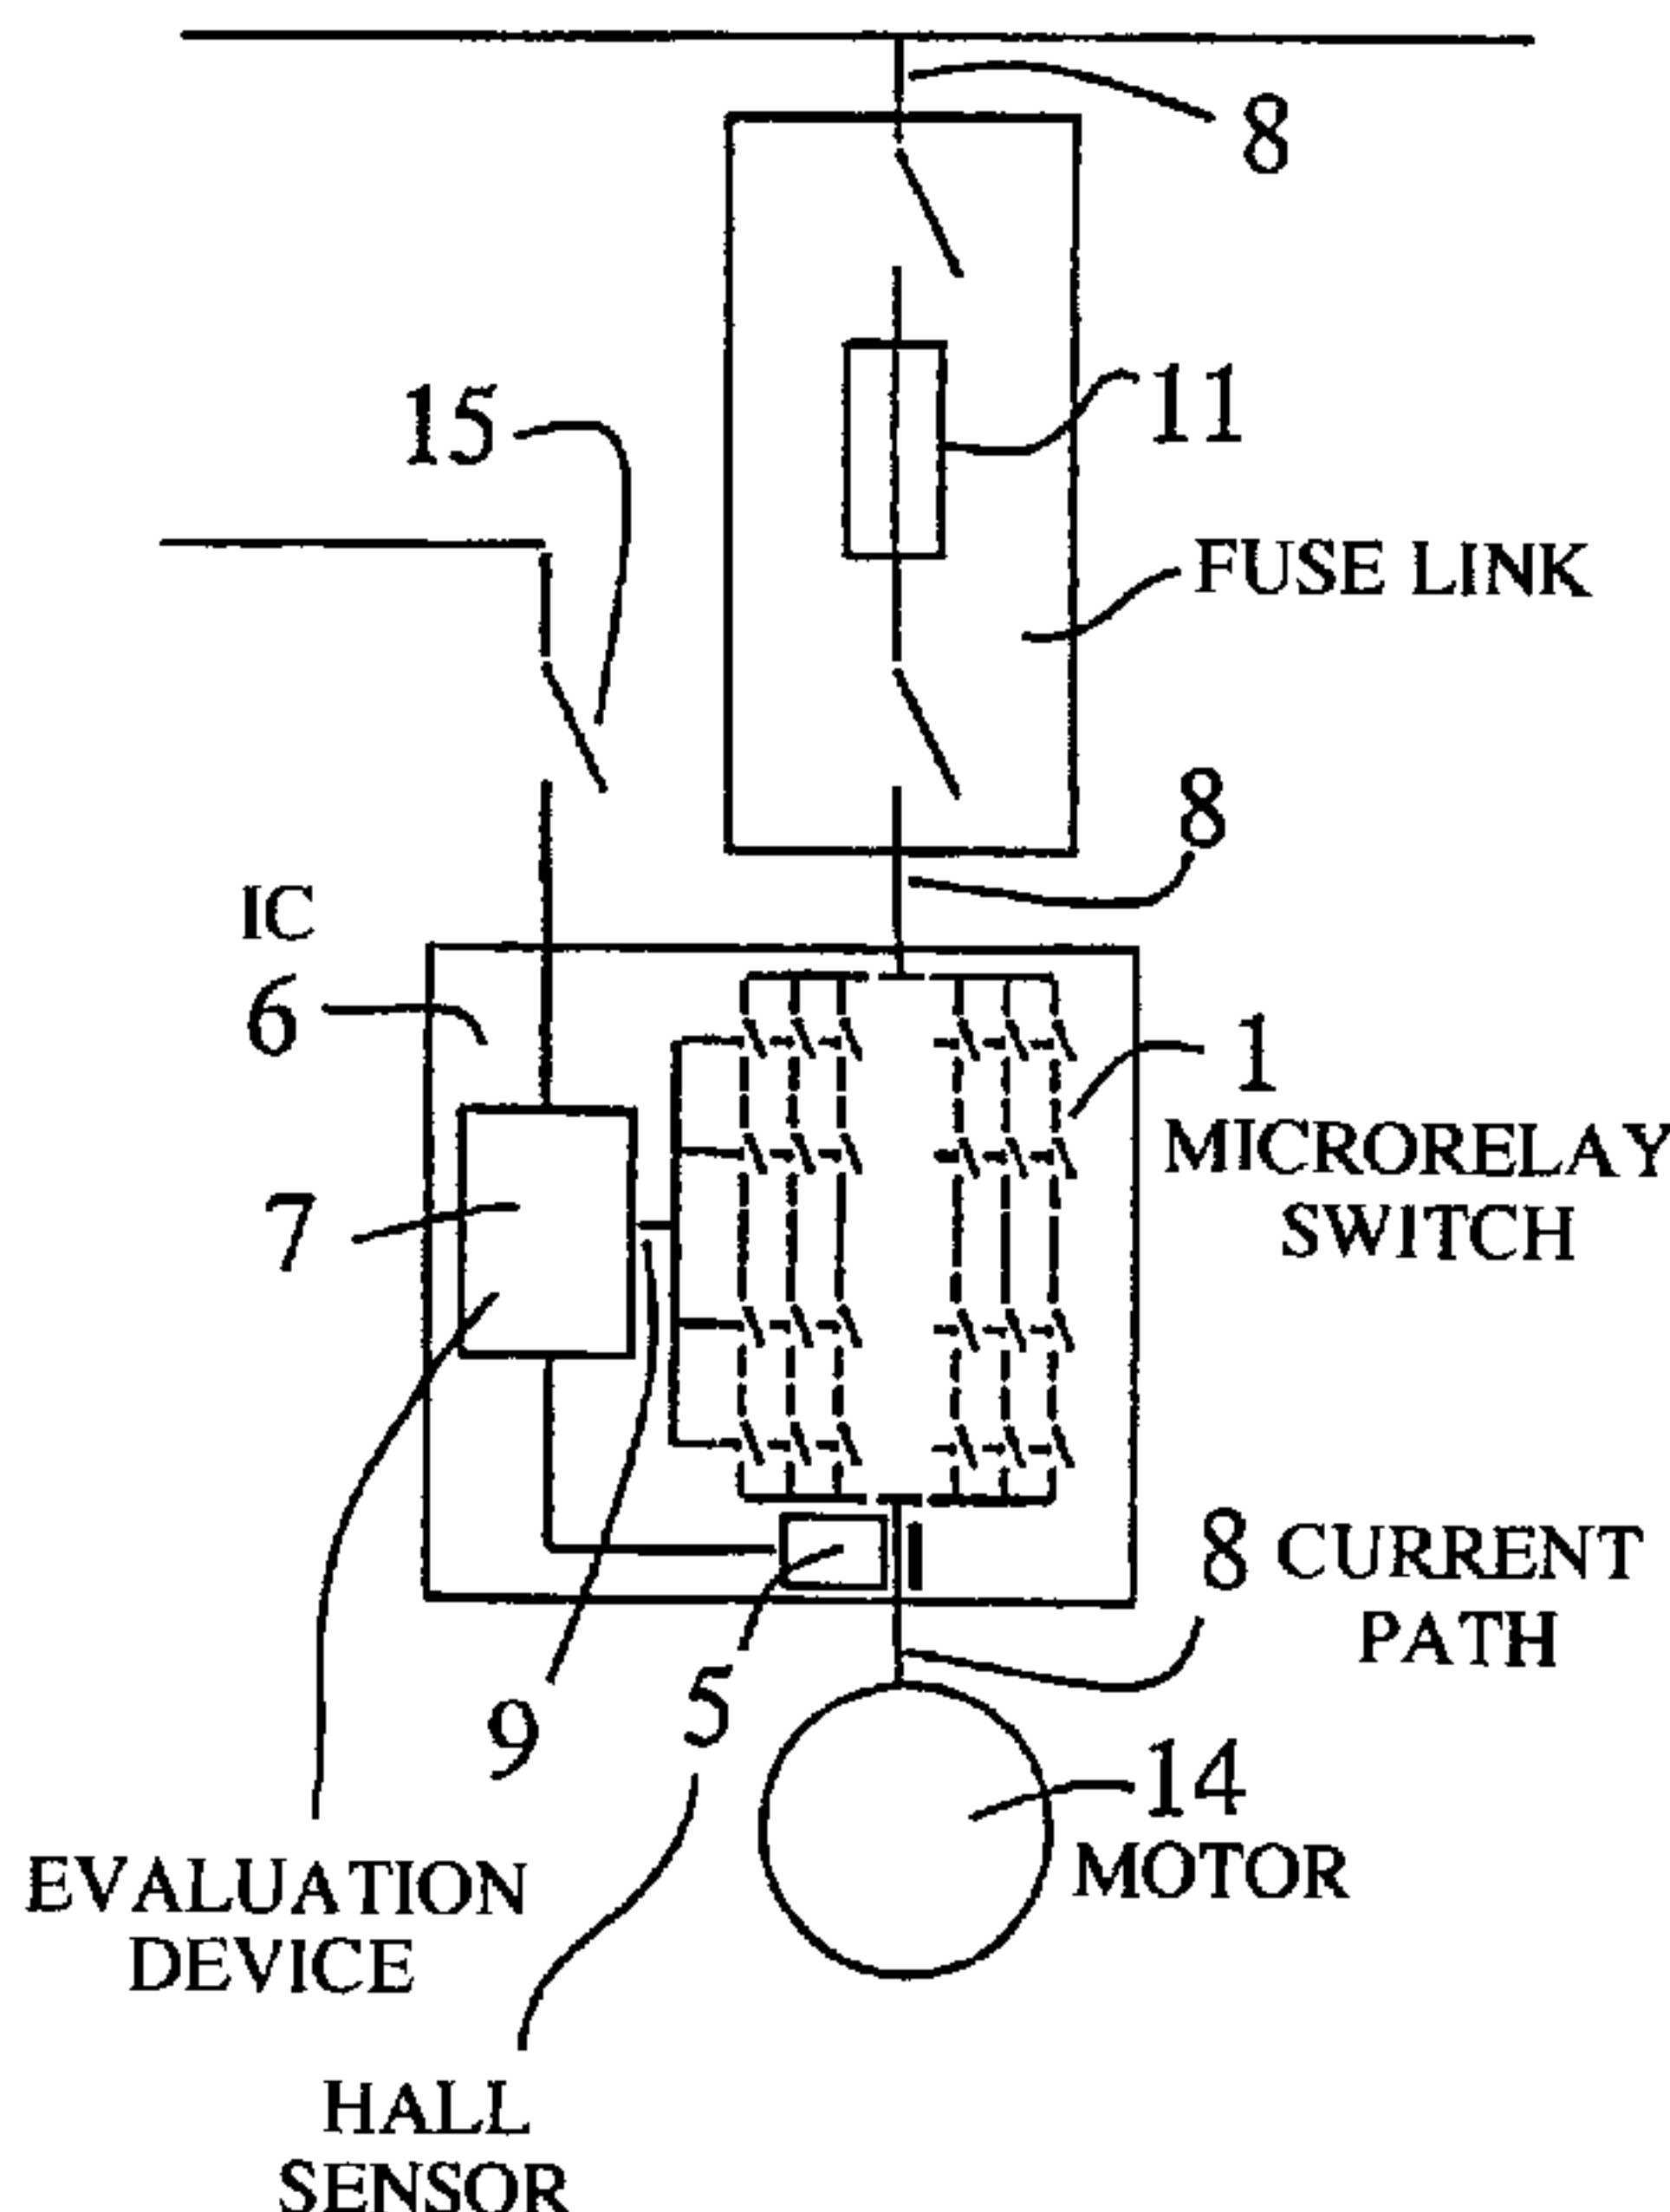 8
11
15
FUSE LINK
8
IC
6
1
MICRORELAY
SWITCH
7
8 CURRENT
PATH
9
5
14
MOTOR
EVALUATION
DEVICE
HALL
SENSOR